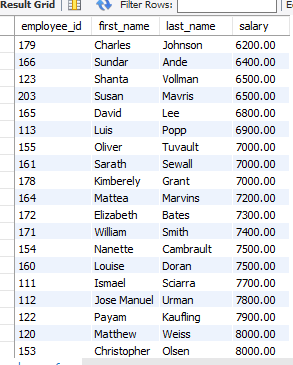 Result Grid Filter Rows:
employee_id first_name last_name salary
179 Charles Johnson 6200.00
166 Sundar Ande 6400.00
123 Shanta Vollman 6500.00
203 Susan Mavris 6500.00
165 David Lee 6800.00
113 Luis Popp 6900.00
155 Oliver Tuvault 7000.00
161 Sarath Sewall 7000.00
178 Kimberely Grant 7000.00
164 Mattea Marvins 7200.00
172 Elizabeth Bates 7300.00
171 William Smith 7400.00
154 Nanette Cambrault 7500.00
160 Louise Doran 7500.00
111 Ismael Sciarra 7700.00
112 Jose Manuel Urman 7800.00
122 Payam Kaufling 7900.00
120 Matthew Weiss 8000.00
153 Christopher Olsen 8000.00